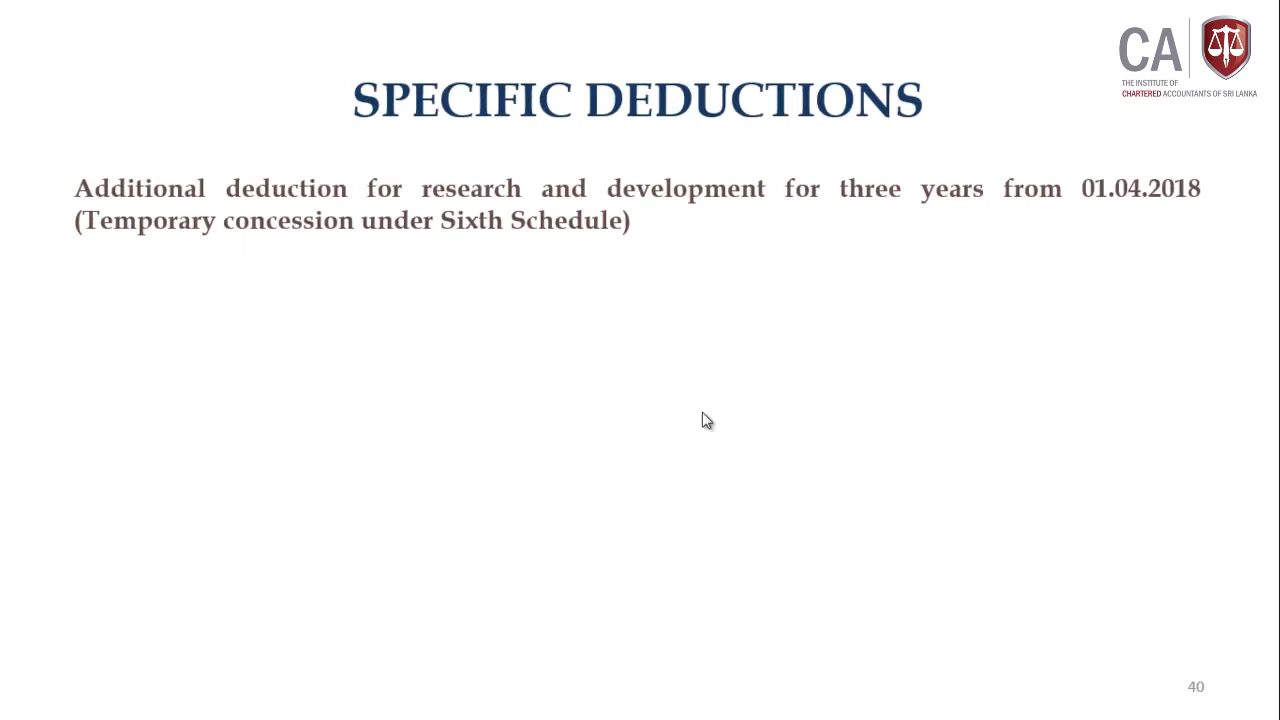 CA
THE INSTITUTE OF
CHARTERED ACCOUNTANTS OF SRI LANKA
SPECIFIC DEDUCTIONS
Additional deduction for research and development for three years from 01.04.2018
(Temporary concession under Sixth Schedule)
40